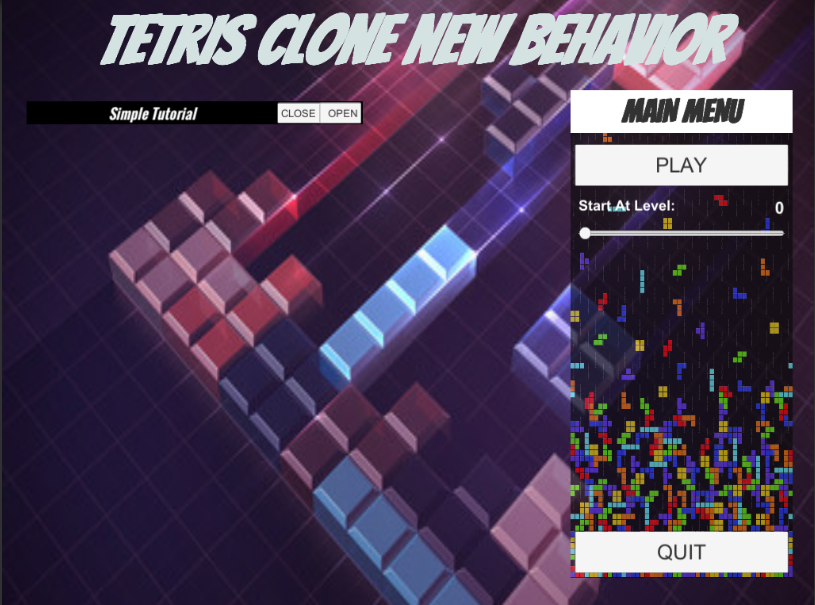 TETRIS CLONE NEW BEHAVIOR
Simple Tutorial
CLOSE
OPEN
MAIN MENU
PLAY
Start At Level:
0
QUIT